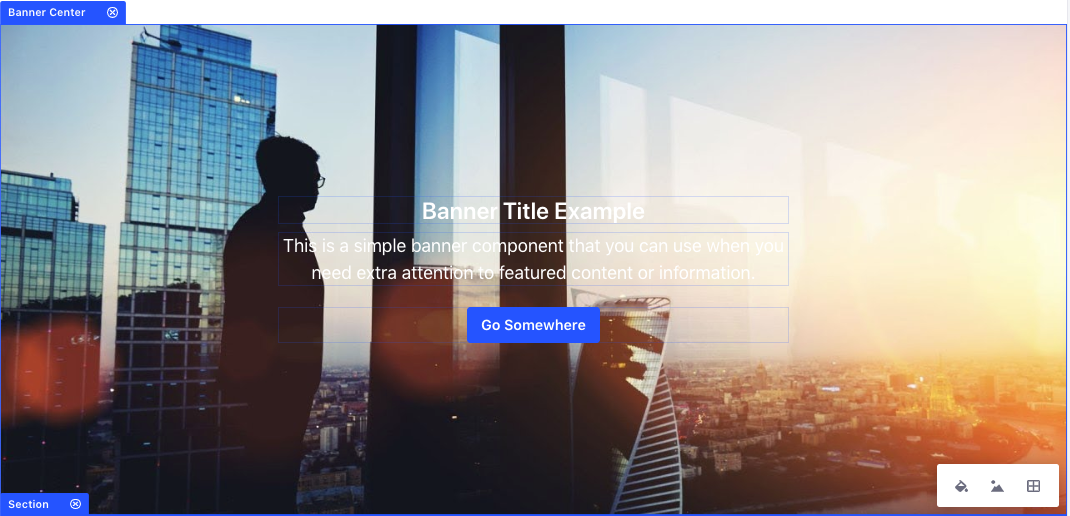 Banner Center
Banner Title Example
This is a simple banner component that you can use when you
need extra attention to featured content or information.
Go Somewhere
Section